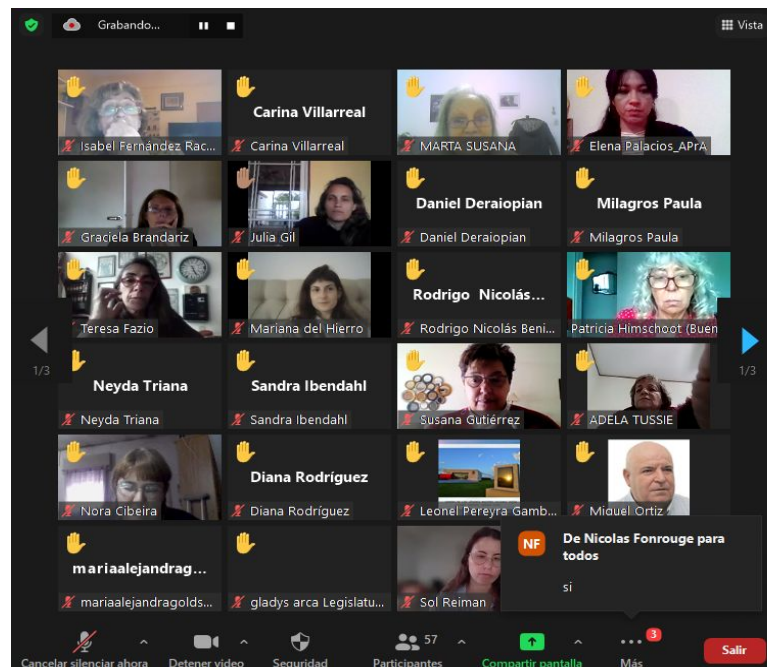 Grabando...
Vista
Isabel Fernández Rac...
Carina Villarreal
Carina Villarreal
MARTA SUSANA
Elena Palacios_APrA
Graciela Brandariz
Julia Gil
Daniel Deraiopian
Daniel Deraiopian
Milagros Paula
Milagros Paula
Teresa Fazio
Mariana del Hierro
Rodrigo Nicolás...
Rodrigo Nicolás Beni...
Patricia Himschoot (Buen
1/3
1/3
Neyda Triana
Neyda Triana
Sandra Ibendahl
Sandra Ibendahl
Susana Gutiérrez
ADELA TUSSIE
Nora Cibeira
Diana Rodríguez
Diana Rodríguez
Leonel Pereyra Gamb...
Miguel Ortiz
mariaalejandrag...
mariaalejandragolds...
gladys arca Legislatu...
Sol Reiman
NF
De Nicolas Fonrouge para
todos
si
Cancelar silenciar ahora
Detener video
Seguridad
57
Participantes
Compartir pantalla
3
Más
Salir